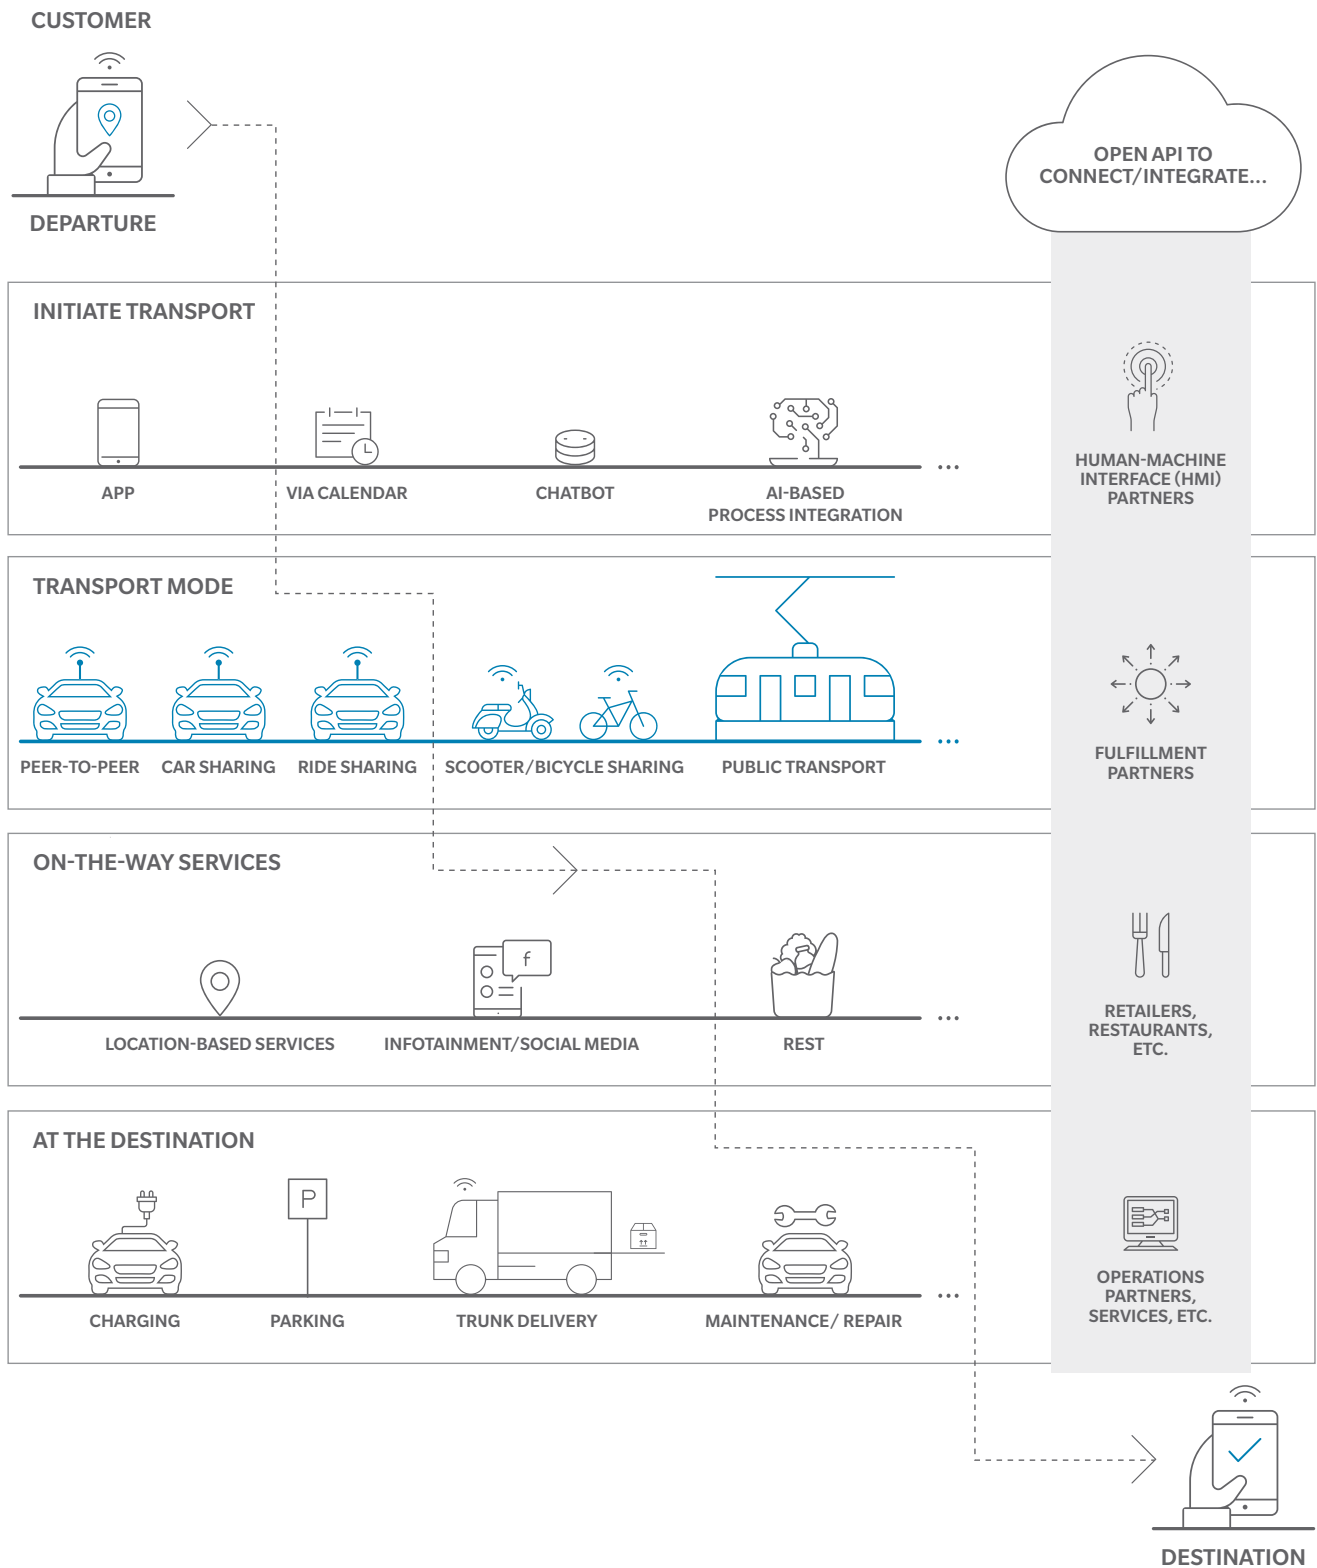 CUSTOMER
DEPARTURE
OPEN API TO
CONNECT/INTEGRATE...
INITIATE TRANSPORT
APP
VIA CALENDAR
CHATBOT
AI-BASED
PROCESS INTEGRATION
...
HUMAN-MACHINE
INTERFACE (HMI)
PARTNERS
TRANSPORT MODE
PEER-TO-PEER
CAR SHARING
RIDE SHARING
SCOOTER/BICYCLE SHARING
PUBLIC TRANSPORT
...
FULFILLMENT
PARTNERS
ON-THE-WAY SERVICES
f
LOCATION-BASED SERVICES
INFOTAINMENT/SOCIAL MEDIA
REST
...
RETAILERS,
RESTAURANTS,
ETC.
AT THE DESTINATION
P
CHARGING
PARKING
TRUNK DELIVERY
MAINTENANCE/ REPAIR
...
OPERATIONS
PARTNERS,
SERVICES, ETC.
DESTINATION